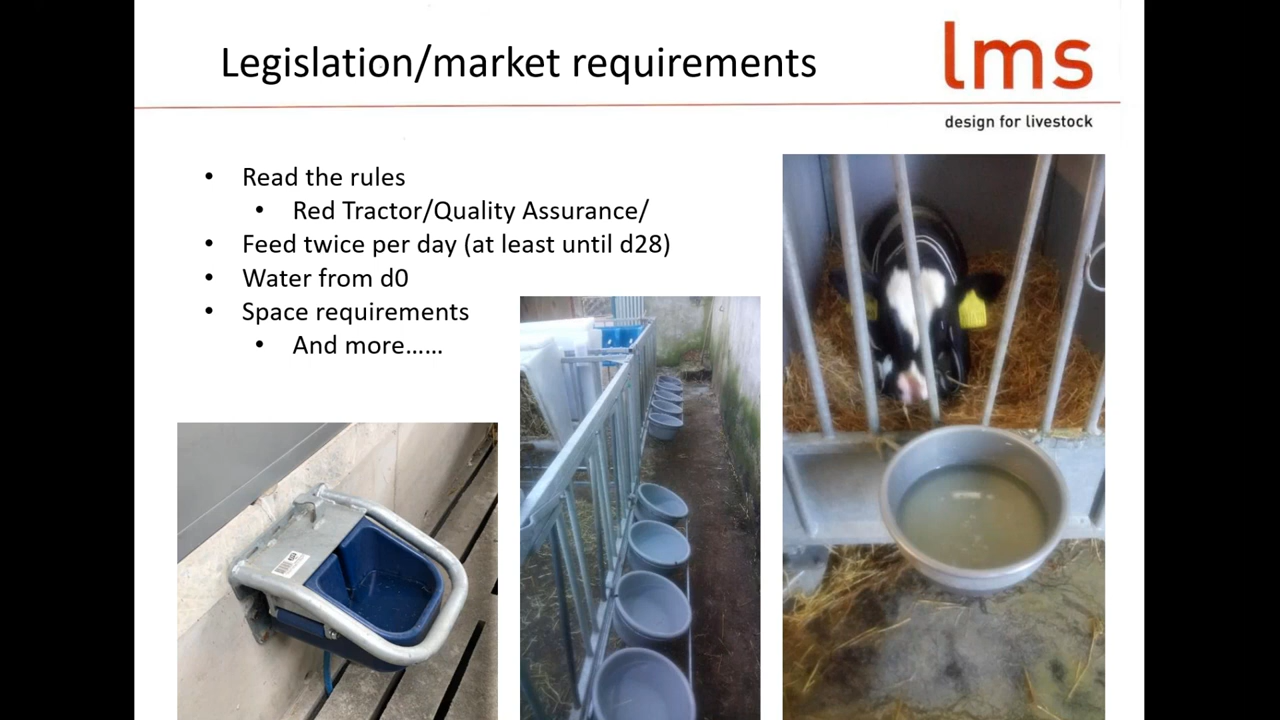 Legislation/market requirements
lms
design for livestock
• Read the rules
• Red Tractor/Quality Assurance/
• Feed twice per day (at least until d28)
• Water from d0
• Space requirements
• And more……